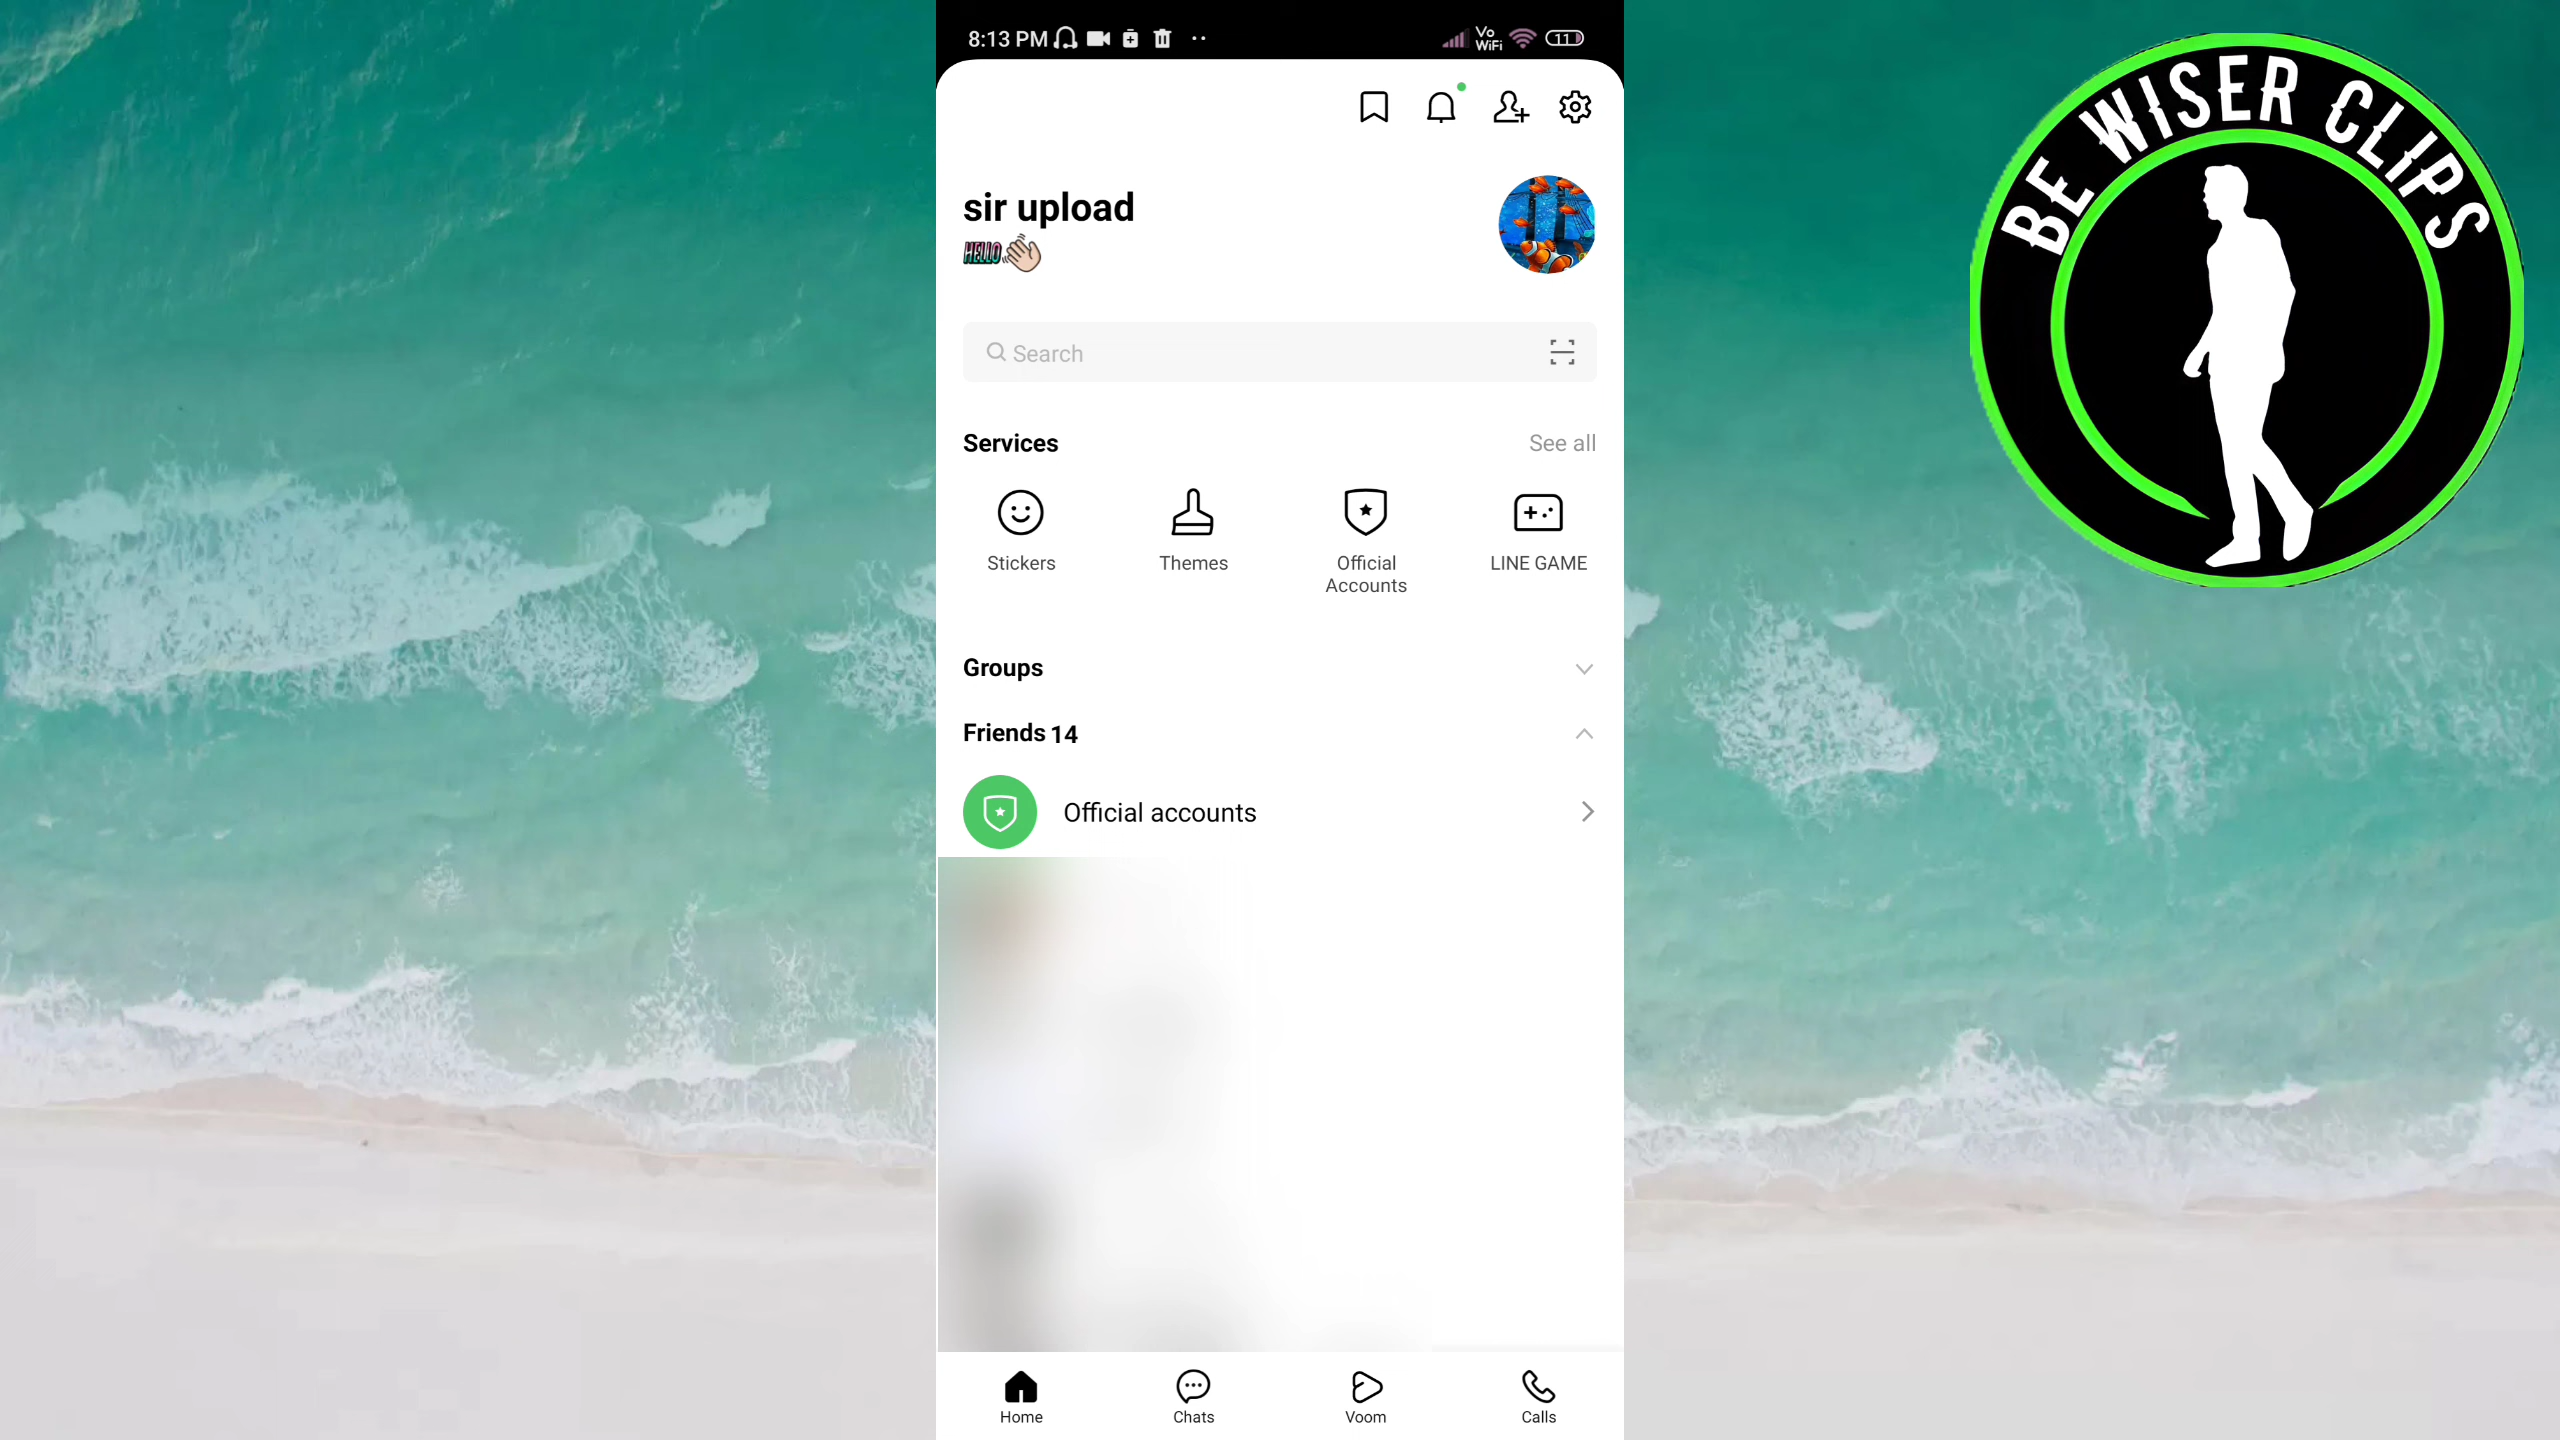 8:13 PM
Vo
WiFi
11
BE WISER CLIPS
sir upload
HELLO
Search
Services
See all
Stickers
Themes
Official
Accounts
LINE GAME
Groups
Friends 14
Official accounts
Home
Chats
Voom
Calls